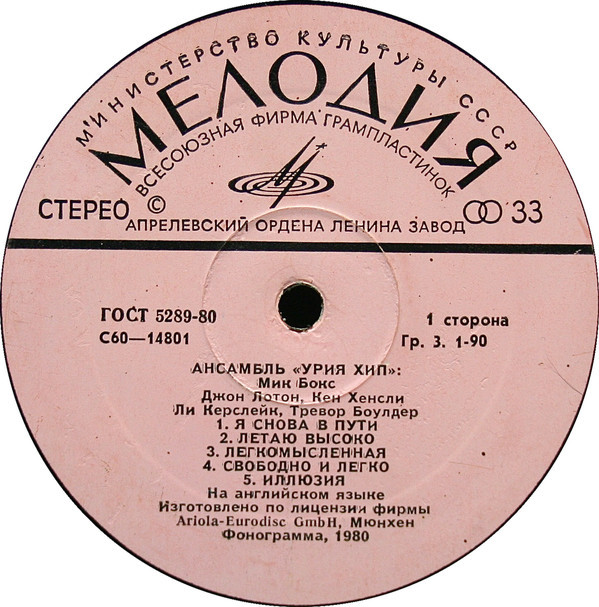 МИНИСТЕРСТВО КУЛЬТУРЫ СССР
МЕЛОДИЯ
ВСЕСОЮЗНАЯ ФИРМА ГРАМПЛАСТИНОК
СТЕРЕО © 33
АПРЕЛЕВСКИЙ ОРДЕНА ЛЕНИНА ЗАВОД
ГОСТ 5289-80
1 сторона
С60—14801
Гр. 3. 1-90
АНСАМБЛЬ «УРИЯ ХИП»:
Мик Бокс
Джон Лотон, Кен Хенсли
Ли Керслейк, Тревор Боулдер
1. Я СНОВА В ПУТИ
2. ЛЕТАЮ ВЫСОКО
3. ЛЕГКОМЫСЛЕННАЯ
4. СВОБОДНО И ЛЕГКО
5. ИЛЛЮЗИЯ
На английском языке
Изготовлено по лицензии фирмы
Ariola-Eurodisc GmbH, Мюнхен
Фонограмма, 1980